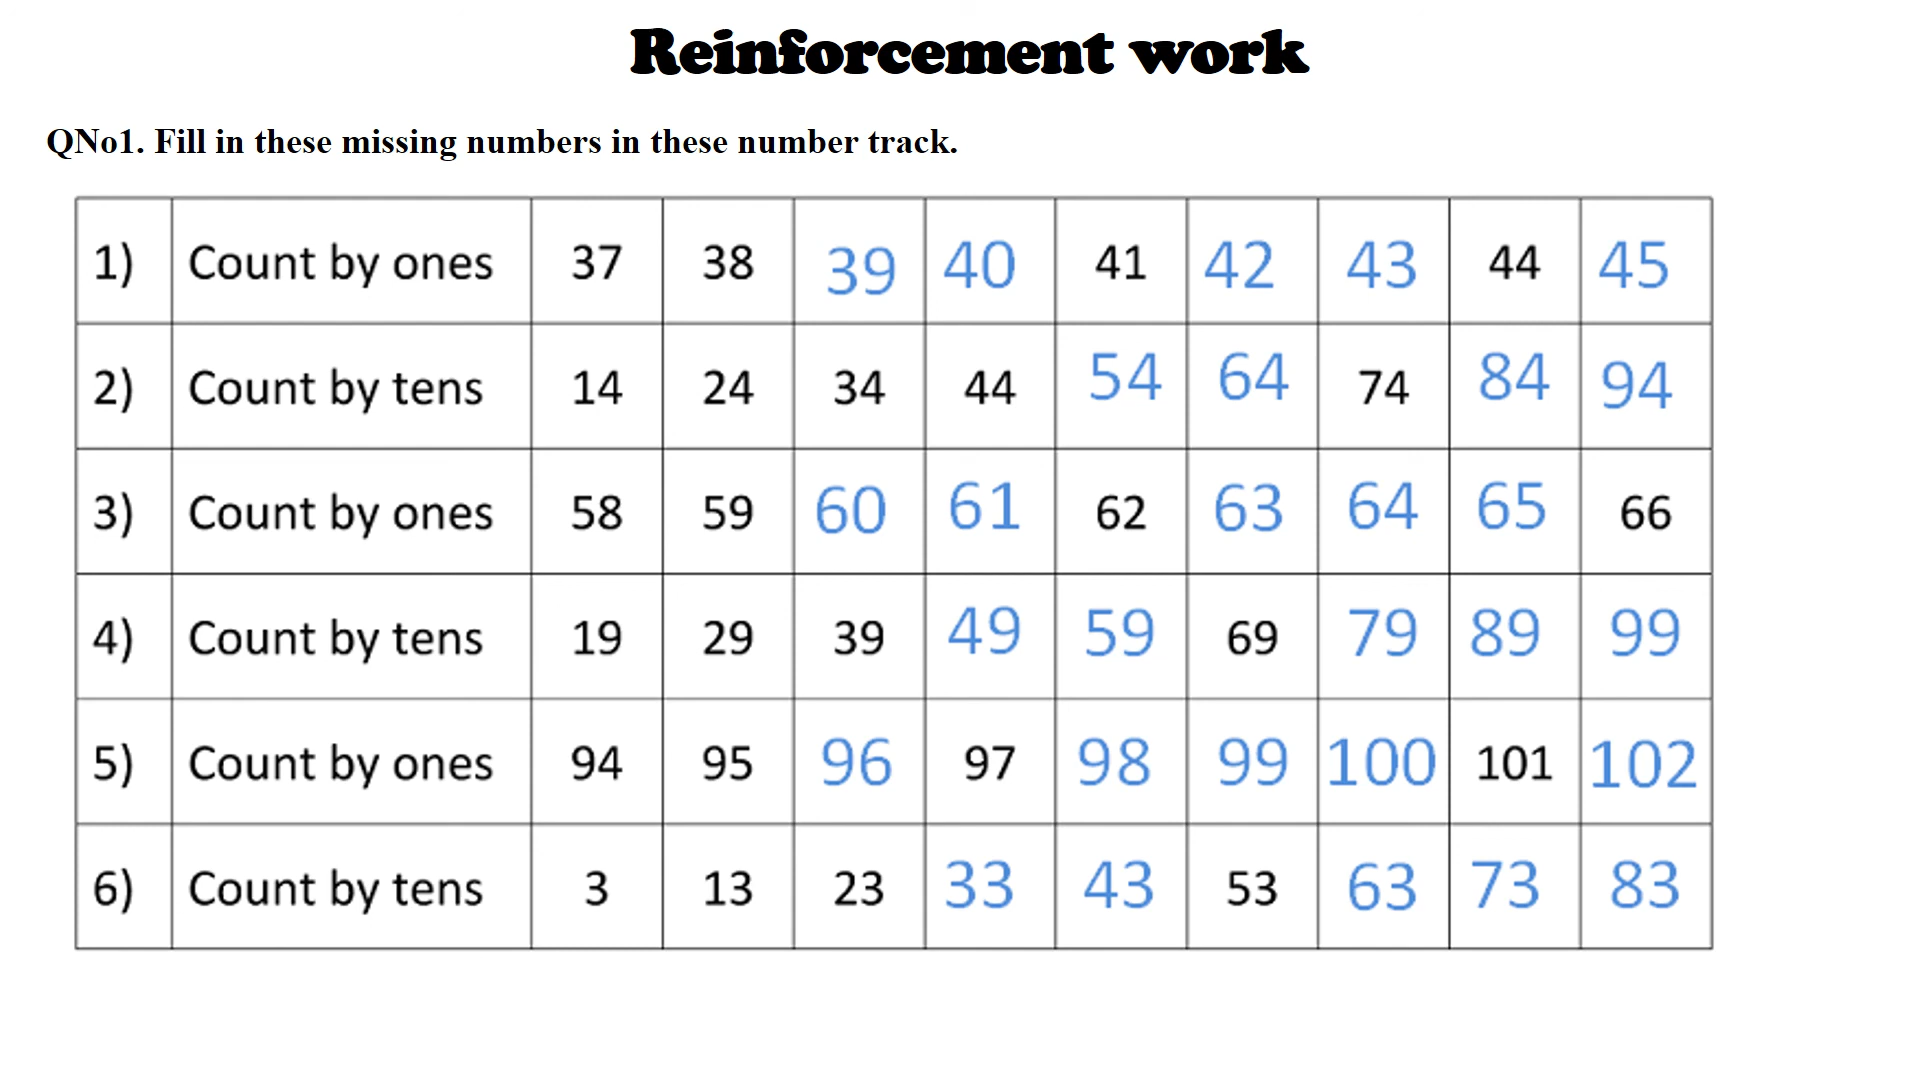 Reinforcement work
QNo1. Fill in these missing numbers in these number track.
1) Count by ones 37 38 39 40 41 42 43 44 45
2) Count by tens 14 24 34 44 54 64 74 84 94
3) Count by ones 58 59 60 61 62 63 64 65 66
4) Count by tens 19 29 39 49 59 69 79 89 99
5) Count by ones 94 95 96 97 98 99 100 101 102
6) Count by tens 3 13 23 33 43 53 63 73 83